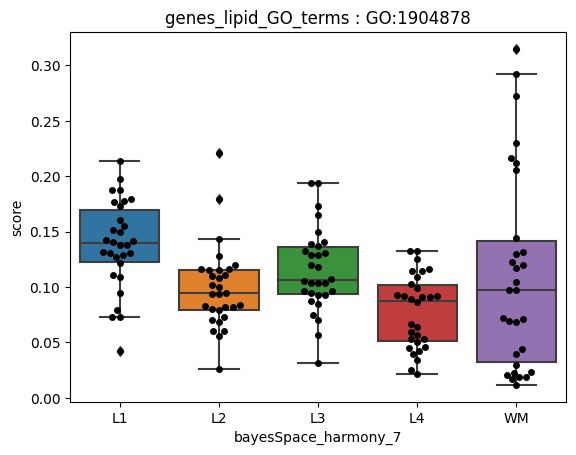 genes_lipid_GO_terms : GO:1904878
score
0.30
0.25
0.20
0.15
0.10
0.05
0.00
L1 L2 L3 L4 WM
bayesSpace_harmony_7